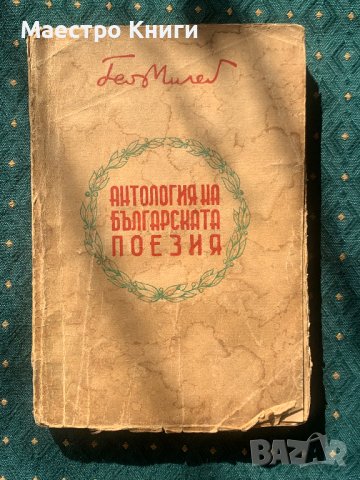 Маестро Книги
Гео Милев
АНТОЛОГИЯ НА
БЪЛГАРСКАТА
ПОЕЗИЯ
BAZAR